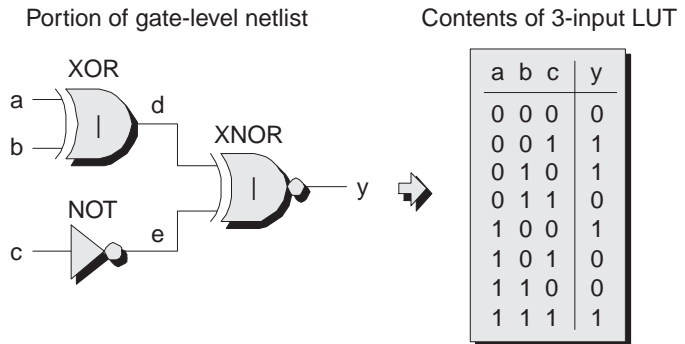 Portion of gate-level netlist
Contents of 3-input LUT
XOR
a
b
|
d
XNOR
|
y
NOT
c
e
a b c y
0 0 0 0
0 0 1 1
0 1 0 1
0 1 1 0
1 0 0 1
1 0 1 0
1 1 0 0
1 1 1 1